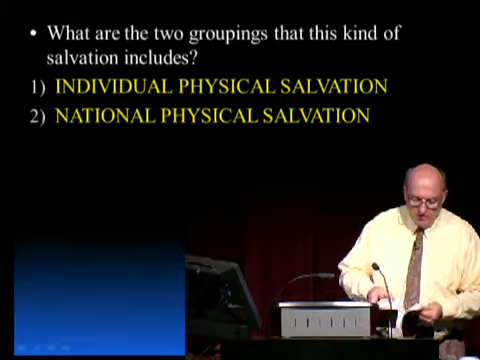 • What are the two groupings that this kind of
salvation includes?
1) INDIVIDUAL PHYSICAL SALVATION
2) NATIONAL PHYSICAL SALVATION